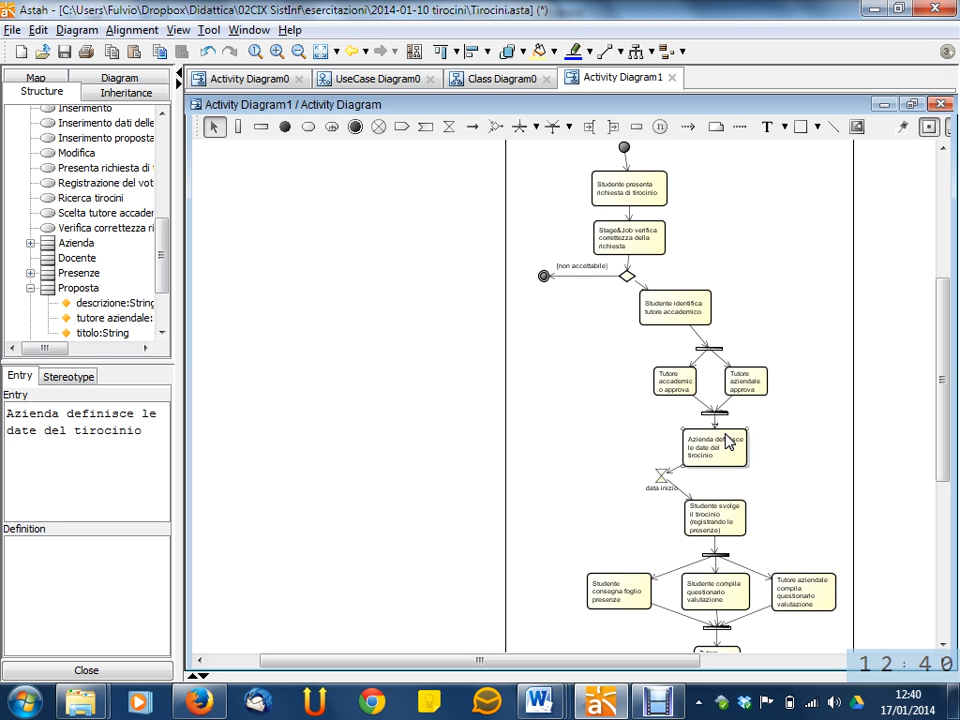 Astah - [C:\Users\Fulvio\Dropbox\Didattica\02CIX SistInf\esercitazioni\2014-01-10 tirocini\Tirocini.asta] (*)
File Edit Diagram Alignment View Tool Window Help
3
Map Diagram
Structure Inheritance
Activity Diagram0 UseCase Diagram0 Class Diagram0 Activity Diagram1
Activity Diagram1 / Activity Diagram
T
Inserimento
Inserimento dati delle
Inserimento proposta
Modifica
Presenta richiesta di t
Registrazione del vot
Ricerca tirocini
Scelta tutore accader
Verifica correttezza ri
Azienda
Docente
Presenze
Proposta
descrizione:String
tutore aziendale:
titolo:String
Entry Stereotype
Entry
Azienda definisce le
date del tirocinio
Definition
Close
Studente presenta
richiesta di tirocinio
Stage&Job verifica
correttezza della
richiesta
[non accettabile]
Studente identifica
tutore accademico
Tutore
accademic
o approva
Tutore
aziendale
approva
Azienda definisce
le date del
tirocinio
data inizio
Studente svolge
il tirocinio
(registrando le
presenze)
Studente
consegna foglio
presenze
Studente compila
questionario
valutazione
Tutore aziendale
compila
questionario
valutazione
12:40
12:40
17/01/2014